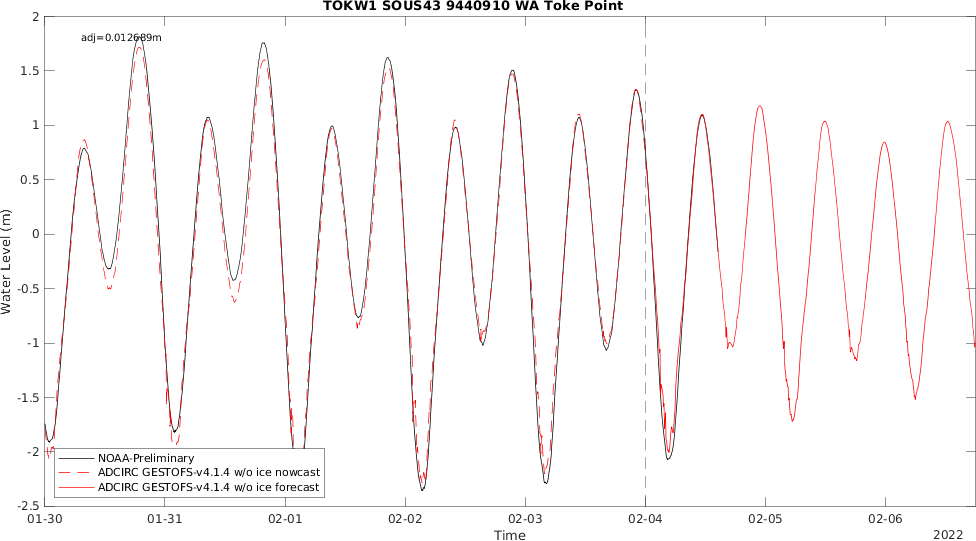 TOKW1 SOUS43 9440910 WA Toke Point
adj=0.012689m
Water Level (m)
2
1.5
1
0.5
0
-0.5
-1
-1.5
-2
-2.5
NOAA-Preliminary
ADCIRC GESTOFS-v4.1.4 w/o ice nowcast
ADCIRC GESTOFS-v4.1.4 w/o ice forecast
01-30 01-31 02-01 02-02 02-03 02-04 02-05 02-06
Time
2022